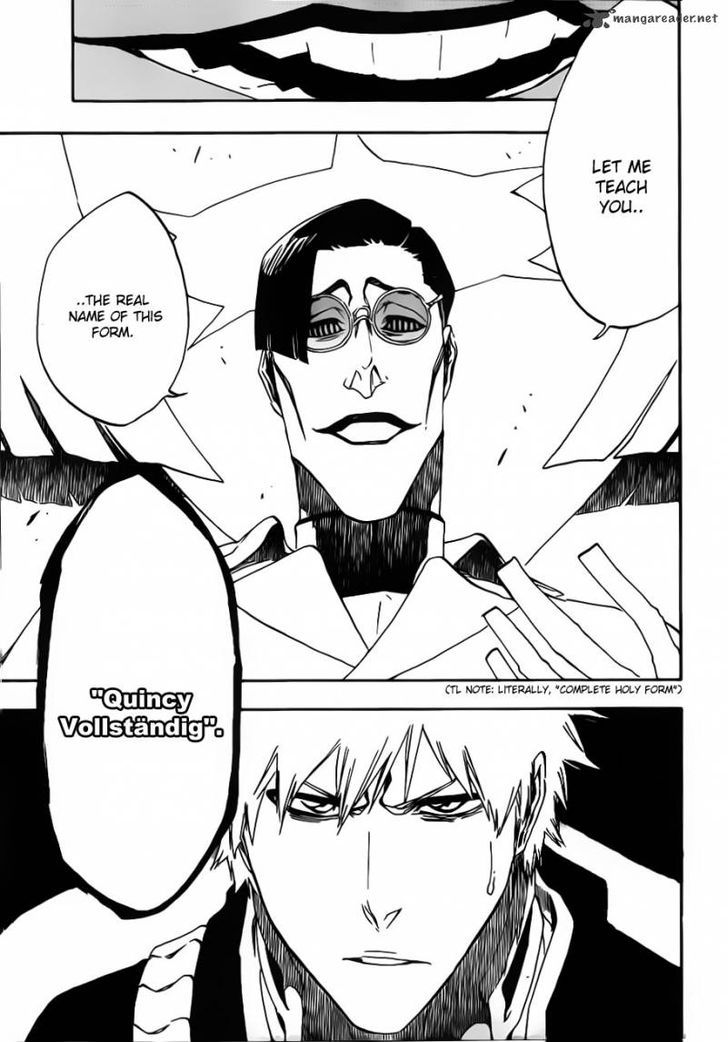 mangareader.net
LET ME
TEACH
YOU..
..THE REAL
NAME OF THIS
FORM.
(TL NOTE: LITERALLY, "COMPLETE HOLY FORM")
"Quincy
Vollständig".